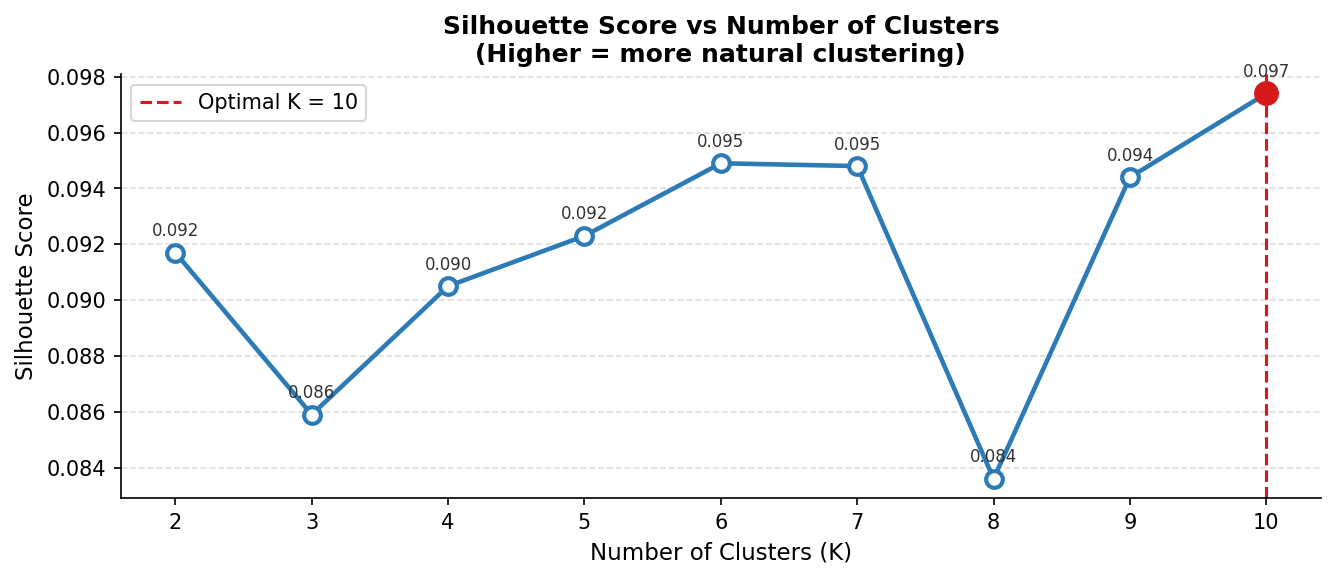 Silhouette Score vs Number of Clusters
(Higher = more natural clustering)
Optimal K = 10
Silhouette Score
0.098
0.096
0.094
0.092
0.090
0.088
0.086
0.084
0.092
0.086
0.090
0.092
0.095
0.095
0.084
0.094
0.097
2 3 4 5 6 7 8 9 10
Number of Clusters (K)